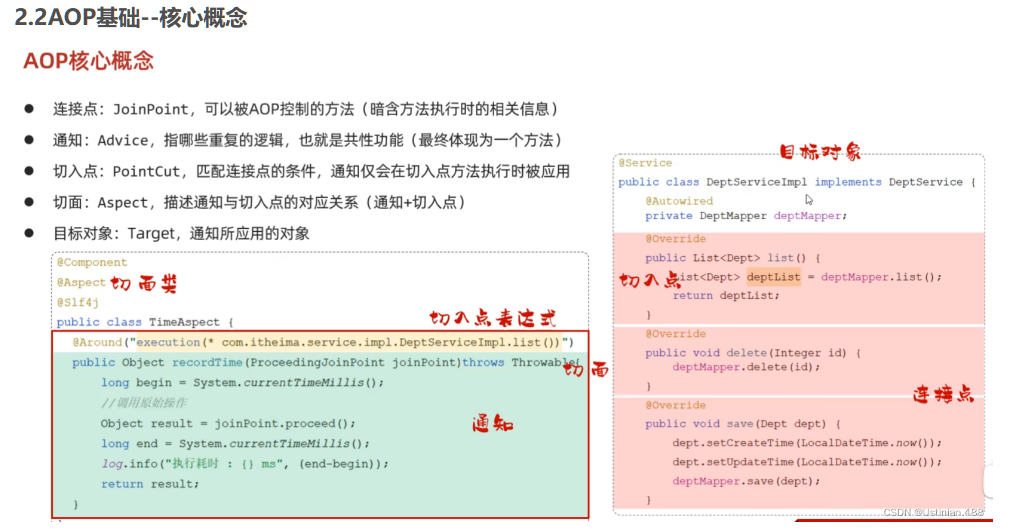 2.2AOP基础--核心概念
AOP核心概念
● 连接点：JoinPoint，可以被AOP控制的方法（暗含方法执行时的相关信息）
● 通知：Advice，指哪些重复的逻辑，也就是共性功能（最终体现为一个方法）
● 切入点：PointCut，匹配连接点的条件，通知仅会在切入点方法执行时被应用
● 切面：Aspect，描述通知与切入点的对应关系（通知+切入点）
● 目标对象：Target，通知所应用的对象
@Component
@Aspect 切面类
@Slf4j
public class TimeAspect {
切入点表达式
@Around("execution(* com.itheima.service.impl.DeptServiceImpl.list())")
public Object recordTime(ProceedingJoinPoint joinPoint)throws Throwable{
切面
long begin = System.currentTimeMillis();
//调用原始操作
Object result = joinPoint.proceed();
通知
long end = System.currentTimeMillis();
log.info("执行耗时 : {} ms", (end-begin));
return result;
}
目标对象
@Service
public class DeptServiceImpl implements DeptService {
@Autowired
private DeptMapper deptMapper;
@Override
public List<Dept> list() {
切入点
List<Dept> deptList = deptMapper.list();
return deptList;
}
@Override
public void delete(Integer id) {
deptMapper.delete(id);
}
连接点
@Override
public void save(Dept dept) {
dept.setCreateTime(LocalDateTime.now());
dept.setUpdateTime(LocalDateTime.now());
deptMapper.save(dept);
}
CSDN @Ustinian.488